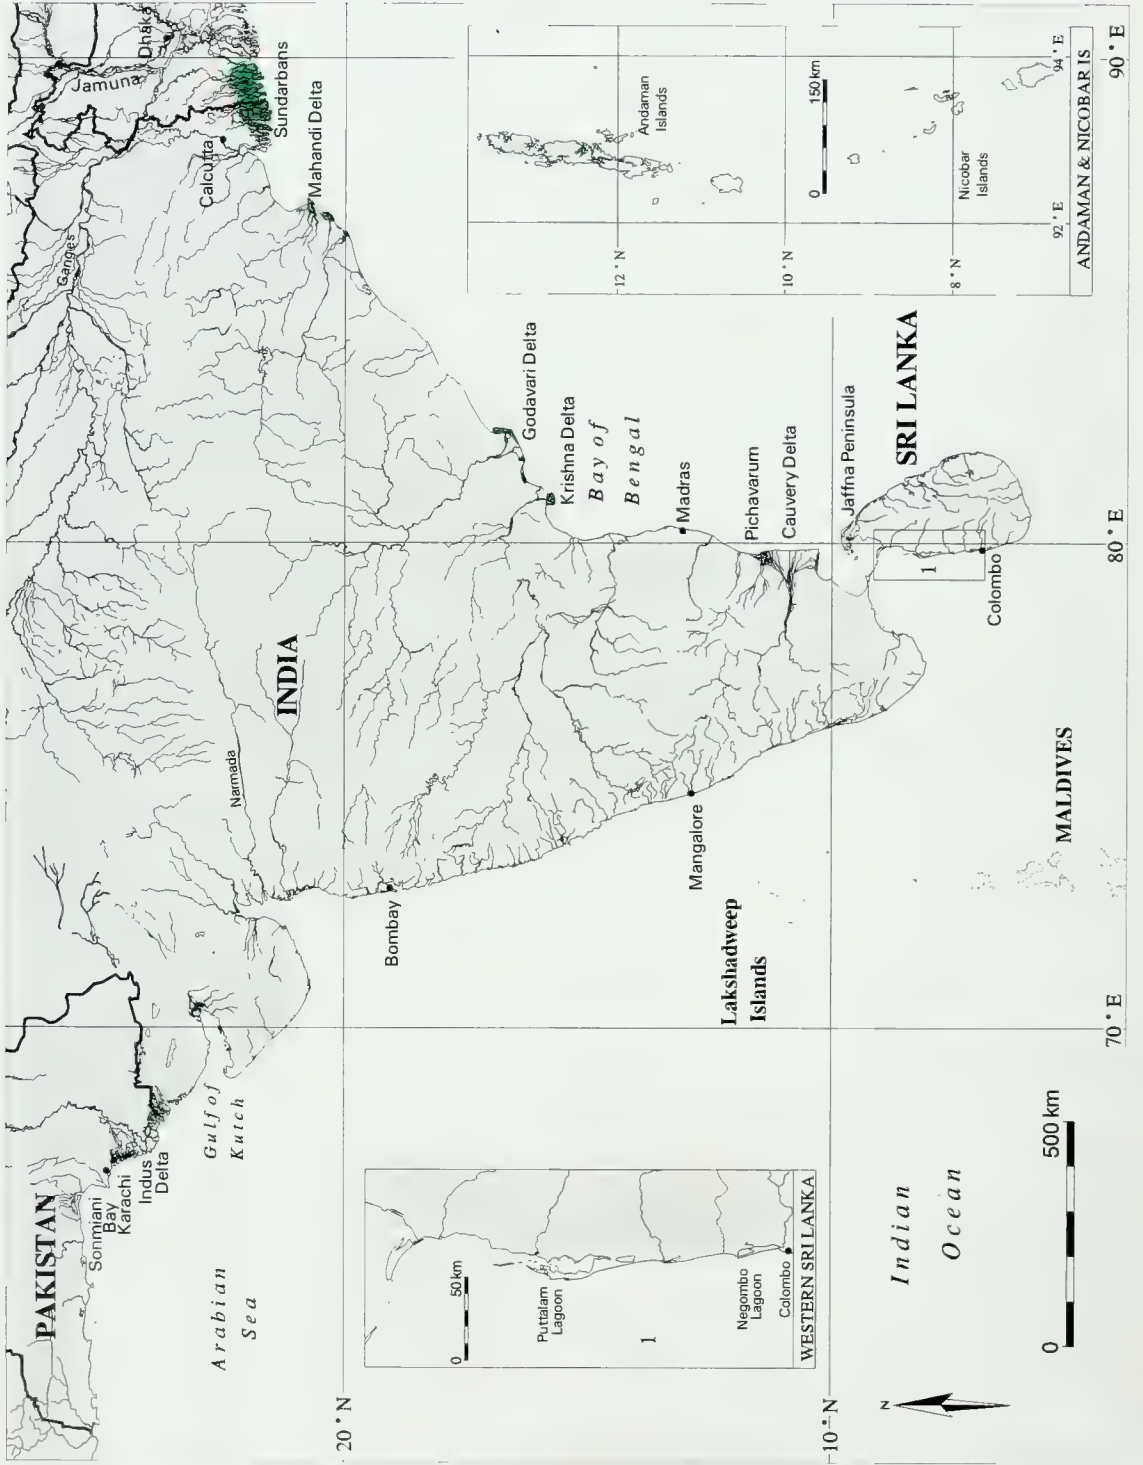 PAKISTAN
Sonmiani
Bay
Karachi
Indus
Delta
Gulf of
Kutch
Arabian
Sea
Narmada
INDIA
Ganges
Jamuna
Dhaka
Calcutta
Sundarbans
Mahandi Delta
Bombay
Godavari Delta
Krishna Delta
Bay of
Bengal
Madras
Pichavarum
Cauvery Delta
Jaffna Peninsula
SRI LANKA
1
Colombo
Mangalore
Lakshadweep
Islands
MALDIVES
Indian
Ocean
20°N
10°N
70°E
80°E
90°E
N
0
500 km
0
50 km
Puttalam
Lagoon
1
Negombo
Lagoon
Colombo
WESTERN SRI LANKA
Andaman
Islands
0
150 km
Nicobar
Islands
12°N
10°N
8°N
92°E
94°E
ANDAMAN & NICOBAR IS